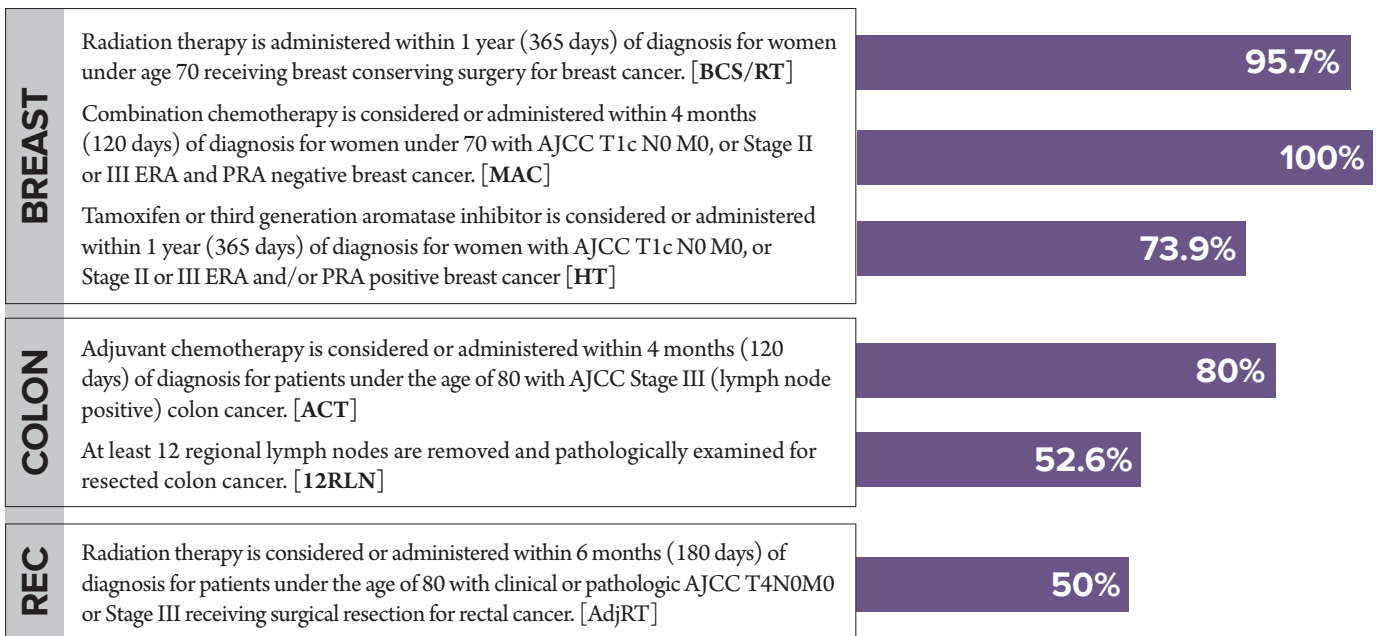 BREAST
Radiation therapy is administered within 1 year (365 days) of diagnosis for women
under age 70 receiving breast conserving surgery for breast cancer. [BCS/RT]
95.7%
Combination chemotherapy is considered or administered within 4 months
(120 days) of diagnosis for women under 70 with AJCC T1c N0 M0, or Stage II
or III ERA and PRA negative breast cancer. [MAC]
100%
Tamoxifen or third generation aromatase inhibitor is considered or administered
within 1 year (365 days) of diagnosis for women with AJCC T1c N0 M0, or
Stage II or III ERA and/or PRA positive breast cancer [HT]
73.9%
COLON
Adjuvant chemotherapy is considered or administered within 4 months (120
days) of diagnosis for patients under the age of 80 with AJCC Stage III (lymph node
positive) colon cancer. [ACT]
80%
At least 12 regional lymph nodes are removed and pathologically examined for
resected colon cancer. [12RLN]
52.6%
REC
Radiation therapy is considered or administered within 6 months (180 days) of
diagnosis for patients under the age of 80 with clinical or pathologic AJCC T4N0M0
or Stage III receiving surgical resection for rectal cancer. [AdjRT]
50%